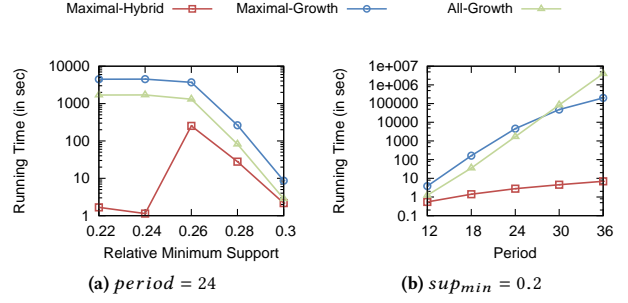 Maximal-Hybrid Maximal-Growth All-Growth
Running Time (in sec)
10000
1000
100
10
1
0.22 0.24 0.26 0.28 0.3
Relative Minimum Support
(a) period = 24
Running Time (in sec)
1e+007
1e+006
100000
10000
1000
100
10
1
0.1
12 18 24 30 36
Period
(b) sup_min = 0.2